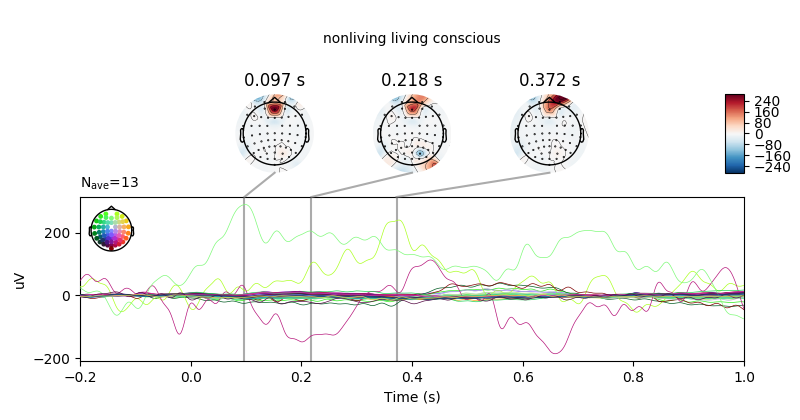 nonliving living conscious
0.097 s 0.218 s 0.372 s
240
160
80
0
−80
−160
−240
Nave=13
200
0
−200
uV
−0.2 0.0 0.2 0.4 0.6 0.8 1.0
Time (s)